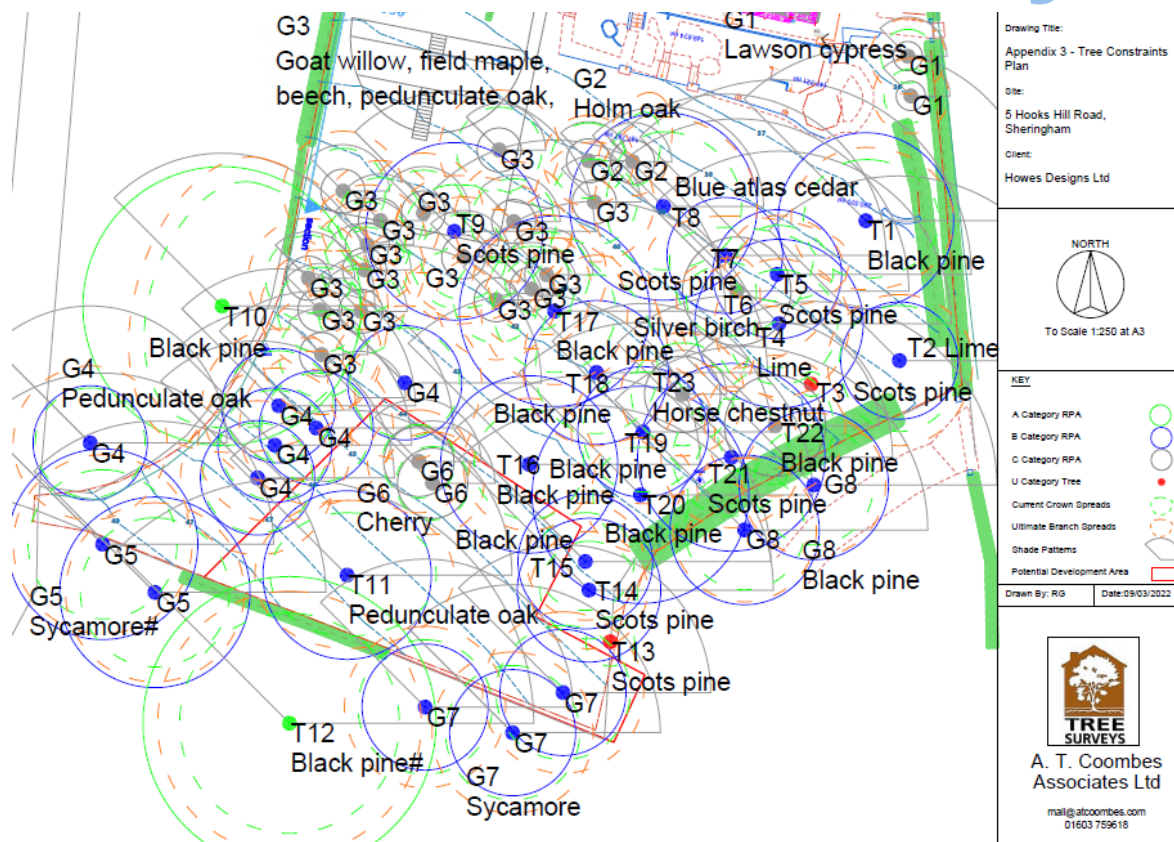 G3
Goat willow, field maple,
beech, pedunculate oak,
G1
Lawson cypress
G1
G1
G2
Holm oak
G3
G2
G2
G3
G3
G3
G3
G3
G3
G3
G3
G3
G3
G3
G3
G3
G3
T9
Scots pine
Blue atlas cedar
T8
T1
Black pine
T7
Scots pine
T5
Scots pine
T6
Silver birch
T4
Lime
T10
Black pine
T17
Black pine
T2 Lime
T3 Scots pine
G4
Pedunculate oak
G4
G4
G4
G4
G4
G4
T18
Black pine
T23
Horse chestnut
T19
Black pine
T22
Black pine
T16
Black pine
T21
Scots pine
T20
Black pine
G6
G6
G6
Cherry
G8
G8
G8
Black pine
Black pine
T15
T14
Scots pine
G5
G5
G5
Sycamore#
T11
Pedunculate oak
T13
Scots pine
T12
Black pine#
G7
G7
G7
G7
Sycamore
section
37
38
40
Drawing Title:
Appendix 3 - Tree Constraints
Plan
Site:
5 Hooks Hill Road,
Sheringham
Client:
Howes Designs Ltd
NORTH
To Scale 1:250 at A3
KEY
A Category RPA
B Category RPA
C Category RPA
U Category Tree
Current Crown Spreads
Ultimate Branch Spreads
Shade Patterns
Potential Development Area
Drawn By: RG
Date:09/03/2022
TREE
SURVEYS
A. T. Coombes
Associates Ltd
mail@atcoombes.com
01603 759618